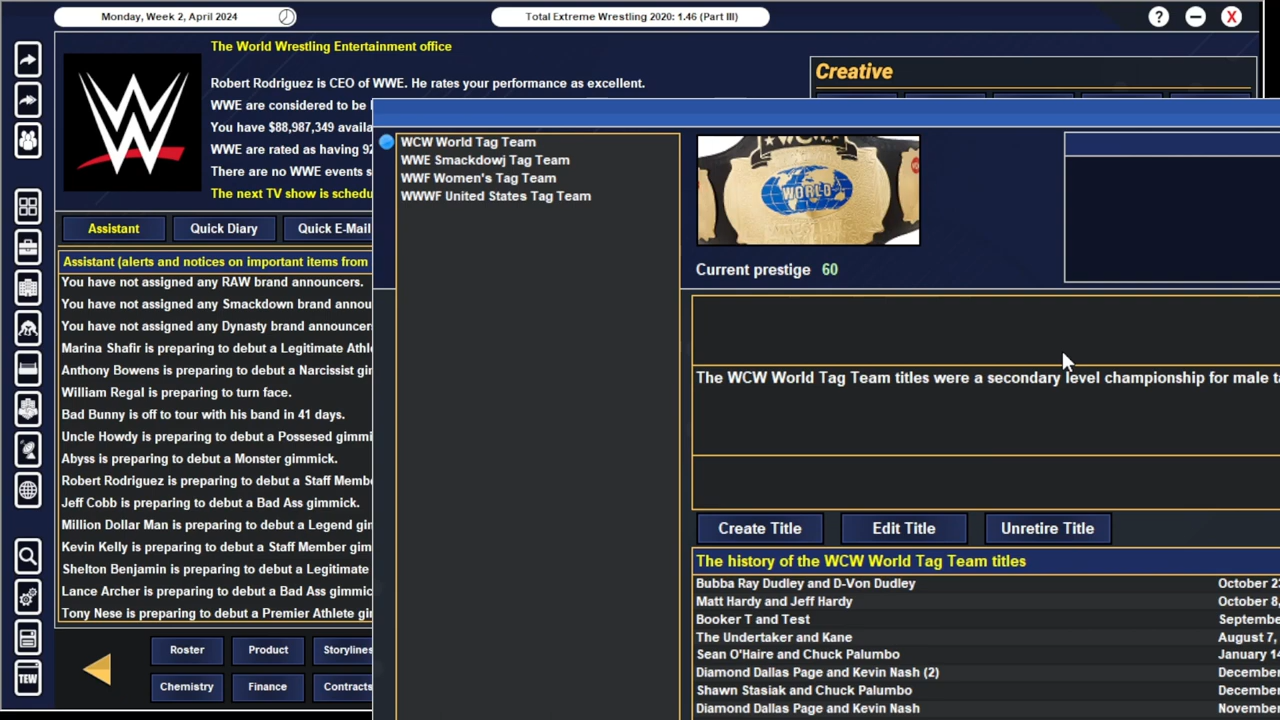 Monday, Week 2, April 2024
Total Extreme Wrestling 2020: 1.46 (Part III)
?
X
The World Wrestling Entertainment office
Robert Rodriguez is CEO of WWE. He rates your performance as excellent.
WWE are considered to be
You have $88,987,349 availa
WWE are rated as having 92
There are no WWE events s
The next TV show is schedu
Creative
Assistant
Quick Diary
Quick E-Mail
Assistant (alerts and notices on important items from
You have not assigned any RAW brand announcers.
You have not assigned any Smackdown brand annou
You have not assigned any Dynasty brand announcer
Marina Shafir is preparing to debut a Legitimate Athl
Anthony Bowens is preparing to debut a Narcissist gi
William Regal is preparing to turn face.
Bad Bunny is off to tour with his band in 41 days.
Uncle Howdy is preparing to debut a Possesed gimmi
Abyss is preparing to debut a Monster gimmick.
Robert Rodriguez is preparing to debut a Staff Memb
Jeff Cobb is preparing to debut a Bad Ass gimmick.
Million Dollar Man is preparing to debut a Legend gi
Kevin Kelly is preparing to debut a Staff Member gim
Shelton Benjamin is preparing to debut a Legitimate
Lance Archer is preparing to debut a Bad Ass gimmic
Tony Nese is preparing to debut a Premier Athlete gi
Roster
Product
Storylines
Chemistry
Finance
Contracts
TEW
WCW World Tag Team
WWE Smackdowj Tag Team
WWF Women's Tag Team
WWWF United States Tag Team
WCW
WORLD
Current prestige 60
The WCW World Tag Team titles were a secondary level championship for male ta
Create Title
Edit Title
Unretire Title
The history of the WCW World Tag Team titles
Bubba Ray Dudley and D-Von Dudley October 2
Matt Hardy and Jeff Hardy October 8,
Booker T and Test Septembe
The Undertaker and Kane August 7,
Sean O'Haire and Chuck Palumbo January 14
Diamond Dallas Page and Kevin Nash (2) Decembe
Shawn Stasiak and Chuck Palumbo Decembe
Diamond Dallas Page and Kevin Nash Novembe